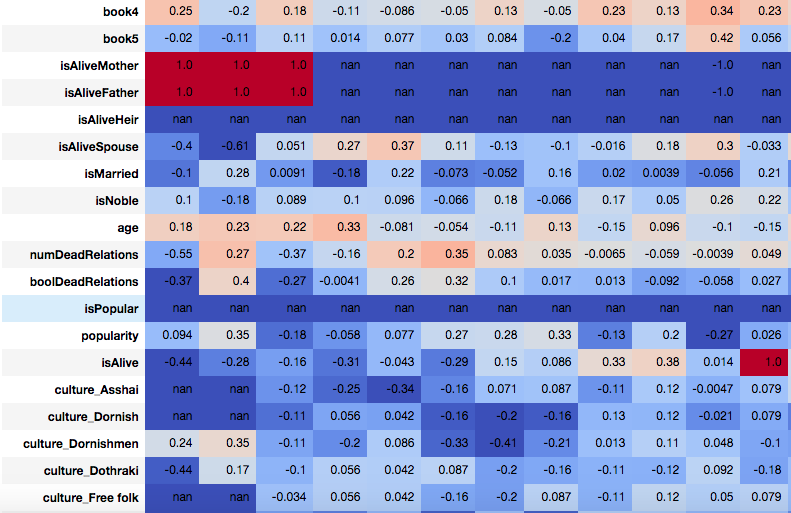 book4 0.25 -0.2 0.18 -0.11 -0.086 -0.05 0.13 -0.05 0.23 0.13 0.34 0.23
book5 -0.02 -0.11 0.11 0.014 0.077 0.03 0.084 -0.2 0.04 0.17 0.42 0.056
isAliveMother 1.0 1.0 1.0 nan nan nan nan nan nan nan -1.0 nan
isAliveFather 1.0 1.0 1.0 nan nan nan nan nan nan nan -1.0 nan
isAliveHeir nan nan nan nan nan nan nan nan nan nan nan nan
isAliveSpouse -0.4 -0.61 0.051 0.27 0.37 0.11 -0.13 -0.1 -0.016 0.18 0.3 -0.033
isMarried -0.1 0.28 0.0091 -0.18 0.22 -0.073 -0.052 0.16 0.02 0.0039 -0.056 0.21
isNoble 0.1 -0.18 0.089 0.1 0.096 -0.066 0.18 -0.066 0.17 0.05 0.26 0.22
age 0.18 0.23 0.22 0.33 -0.081 -0.054 -0.11 0.13 -0.15 0.096 -0.1 -0.15
numDeadRelations -0.55 0.27 -0.37 -0.16 0.2 0.35 0.083 0.035 -0.0065 -0.059 -0.0039 0.049
boolDeadRelations -0.37 0.4 -0.27 -0.0041 0.26 0.32 0.1 0.017 0.013 -0.092 -0.058 0.027
isPopular nan nan nan nan nan nan nan nan nan nan nan nan
popularity 0.094 0.35 -0.18 -0.058 0.077 0.27 0.28 0.33 -0.13 0.2 -0.27 0.026
isAlive -0.44 -0.28 -0.16 -0.31 -0.043 -0.29 0.15 0.086 0.33 0.38 0.014 1.0
culture_Asshai nan nan -0.12 -0.25 -0.34 -0.16 0.071 0.087 -0.11 0.12 -0.0047 0.079
culture_Dornish nan nan -0.11 0.056 0.042 -0.16 -0.2 -0.16 0.13 0.12 -0.021 0.079
culture_Dornishmen 0.24 0.35 -0.11 -0.2 0.086 -0.33 -0.41 -0.21 0.013 0.11 0.048 -0.1
culture_Dothraki -0.44 0.17 -0.1 0.056 0.042 0.087 -0.2 -0.16 -0.11 -0.12 0.092 -0.18
culture_Free folk nan nan -0.034 0.056 0.042 -0.16 -0.2 0.087 -0.11 0.12 0.05 0.079